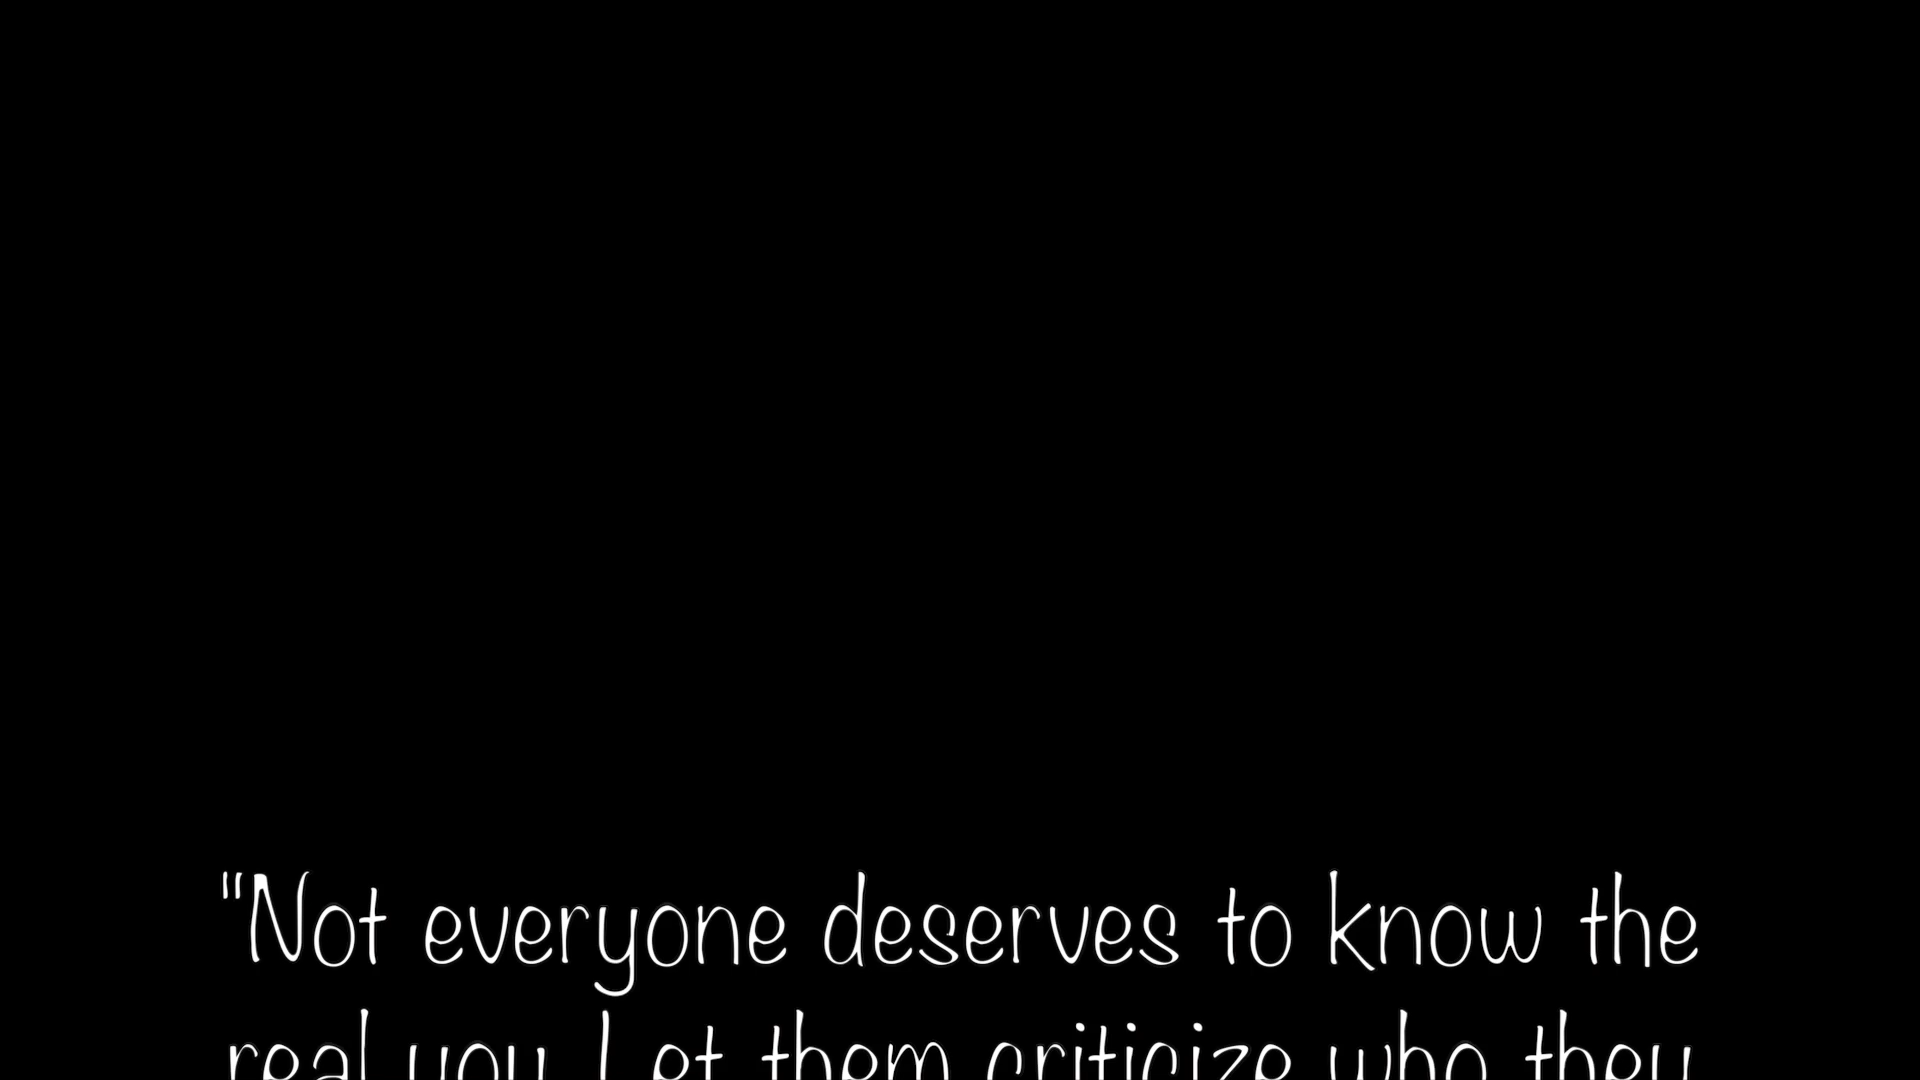 "Not everyone deserves to know the
real you. Let them criticize who they